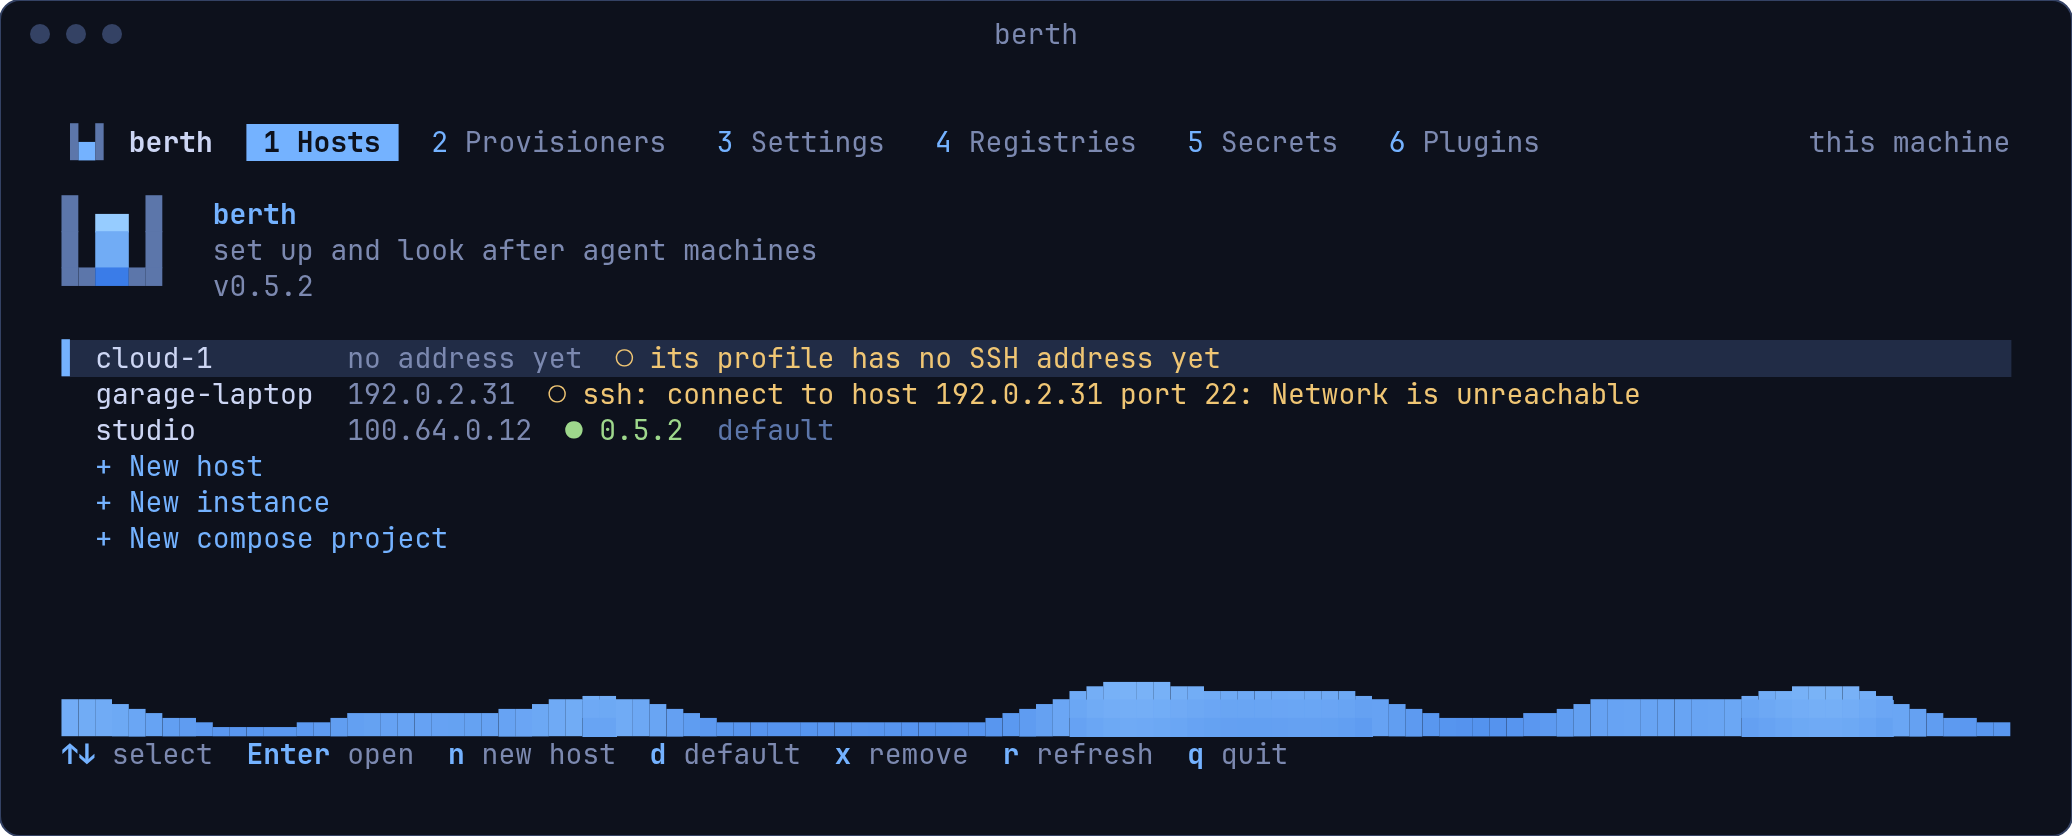 berth
berth 1 Hosts 2 Provisioners 3 Settings 4 Registries 5 Secrets 6 Plugins this machine
berth
set up and look after agent machines
v0.5.2
cloud-1 no address yet ○ its profile has no SSH address yet
garage-laptop 192.0.2.31 ○ ssh: connect to host 192.0.2.31 port 22: Network is unreachable
studio 100.64.0.12 ● 0.5.2 default
+ New host
+ New instance
+ New compose project
↑↓ select Enter open n new host d default x remove r refresh q quit